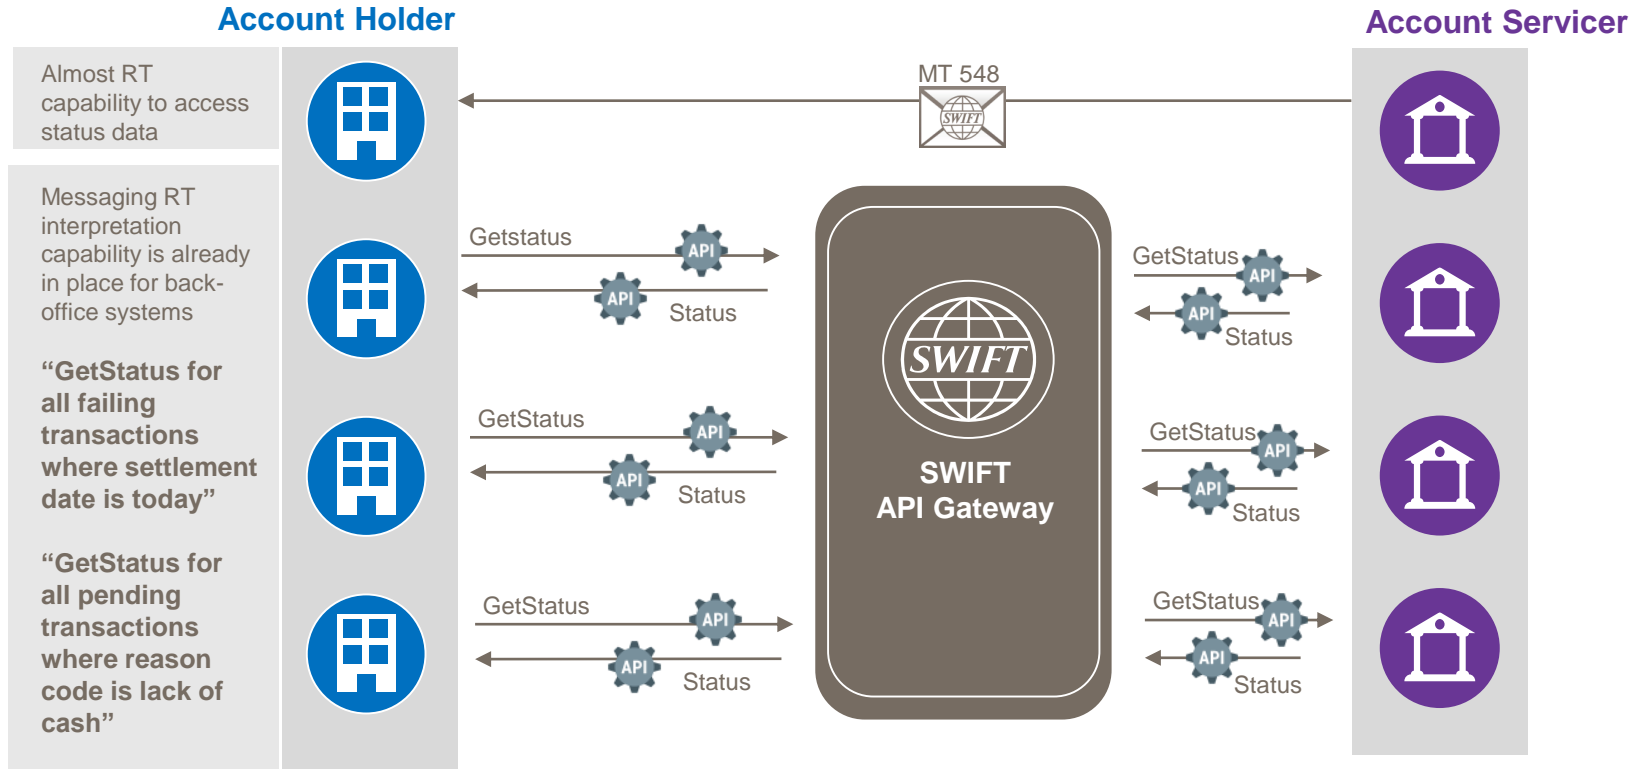 Account Holder
Account Servicer
Almost RT
capability to access
status data
MT 548
SWIFT
Messaging RT
interpretation
capability is already
in place for back-
office systems
“GetStatus for
all failing
transactions
where settlement
date is today”
“GetStatus for
all pending
transactions
where reason
code is lack of
cash”
Getstatus
API
API
Status
GetStatus
API
API
Status
GetStatus
API
API
Status
SWIFT
SWIFT
API Gateway
GetStatus
API
API
Status
GetStatus
API
API
Status
GetStatus
API
API
Status